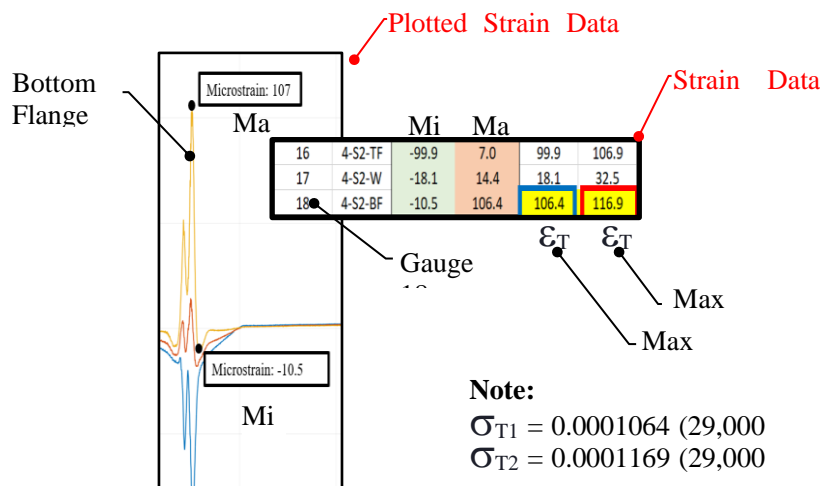 Plotted Strain Data
Strain Data
Bottom
Flange
Microstrain: 107
Ma
Mi Ma
16 4-S2-TF -99.9 7.0 99.9 106.9
17 4-S2-W -18.1 14.4 18.1 32.5
18 4-S2-BF -10.5 106.4 106.4 116.9
εT εT
Gauge
Max
Max
Microstrain: -10.5
Mi
Note:
σT1 = 0.0001064 (29,000
σT2 = 0.0001169 (29,000